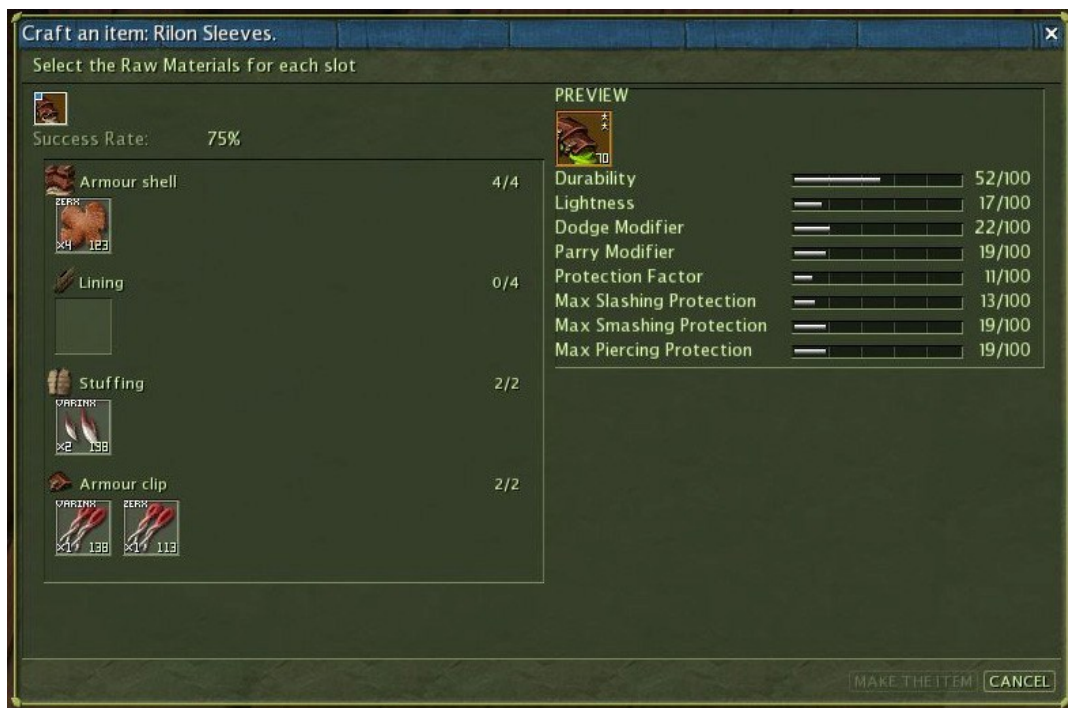 Craft an item: Rilon Sleeves.
Select the Raw Materials for each slot
Success Rate: 75%
Armour shell 4/4
ZERX
x4 123
Lining 0/4
Stuffing 2/2
VARINX
x2 138
Armour clip 2/2
VARINX ZERX
x1 138 x1 113
PREVIEW
70
Durability 52/100
Lightness 17/100
Dodge Modifier 22/100
Parry Modifier 19/100
Protection Factor 11/100
Max Slashing Protection 13/100
Max Smashing Protection 19/100
Max Piercing Protection 19/100
MAKE THE ITEM CANCEL